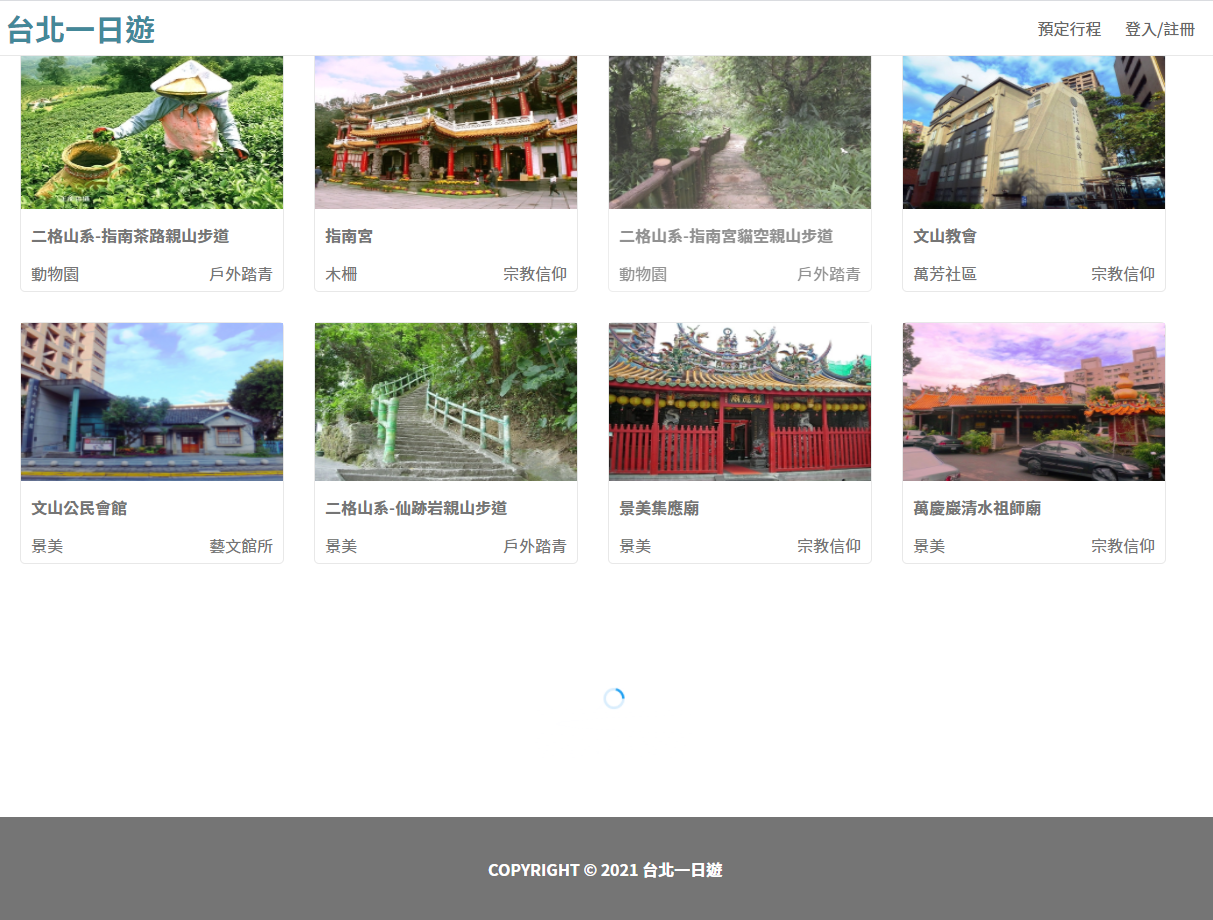 台北一日遊
預定行程 登入/註冊
二格山系-指南茶路親山步道
動物園 戶外踏青
指南宮
木柵 宗教信仰
二格山系-指南宮貓空親山步道
動物園 戶外踏青
文山教會
萬芳社區 宗教信仰
文山公民會館
景美 藝文館所
二格山系-仙跡岩親山步道
景美 戶外踏青
景美集應廟
景美 宗教信仰
萬慶巖清水祖師廟
景美 宗教信仰
COPYRIGHT © 2021 台北一日遊